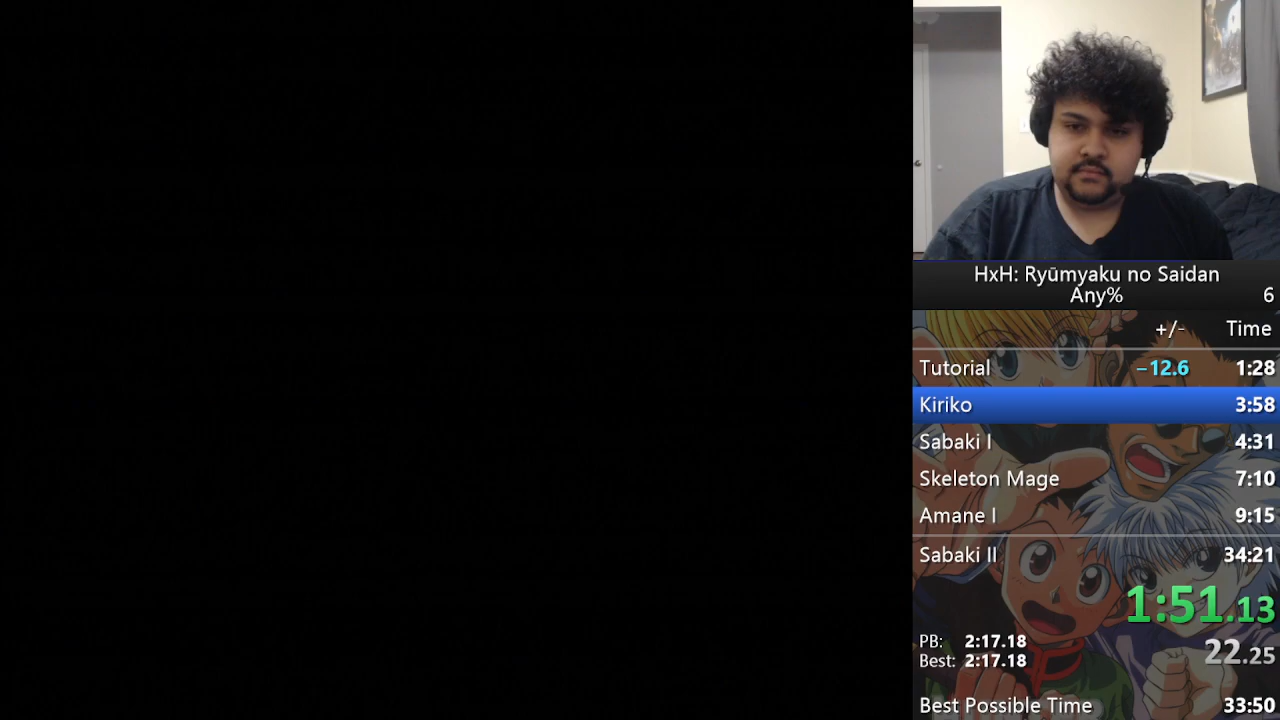 HxH: Ryūmyaku no Saidan
Any% 6
+/- Time
Tutorial −12.6 1:28
Kiriko 3:58
Sabaki I 4:31
Skeleton Mage 7:10
Amane I 9:15
Sabaki II 34:21
1:51.13
PB: 2:17.18
22.25
Best: 2:17.18
Best Possible Time 33:50